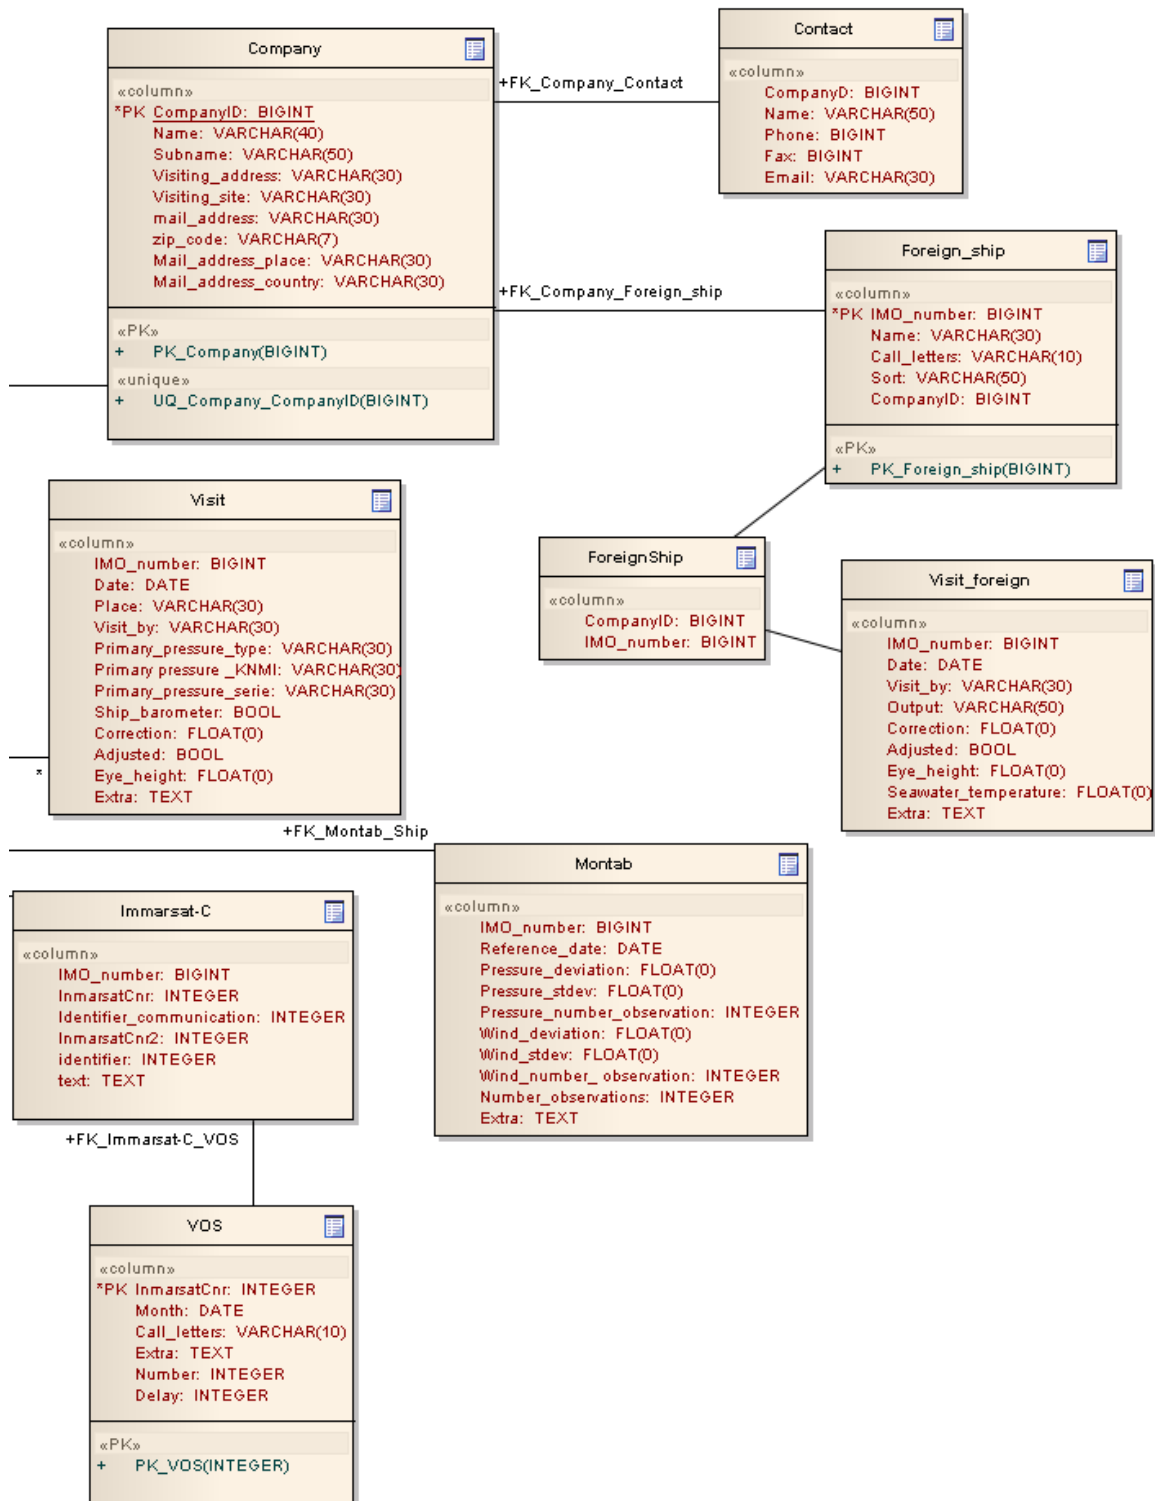 Company
«column»
*PK CompanyID: BIGINT
Name: VARCHAR(40)
Subname: VARCHAR(50)
Visiting_address: VARCHAR(30)
Visiting_site: VARCHAR(30)
mail_address: VARCHAR(30)
zip_code: VARCHAR(7)
Mail_address_place: VARCHAR(30)
Mail_address_country: VARCHAR(30)
«PK»
+ PK_Company(BIGINT)
«unique»
+ UQ_Company_CompanyID(BIGINT)
+FK_Company_Contact
Contact
«column»
CompanyD: BIGINT
Name: VARCHAR(50)
Phone: BIGINT
Fax: BIGINT
Email: VARCHAR(30)
+FK_Company_Foreign_ship
Foreign_ship
«column»
*PK IMO_number: BIGINT
Name: VARCHAR(30)
Call_letters: VARCHAR(10)
Sort: VARCHAR(50)
CompanyID: BIGINT
«PK»
+ PK_Foreign_ship(BIGINT)
Visit
«column»
IMO_number: BIGINT
Date: DATE
Place: VARCHAR(30)
Visit_by: VARCHAR(30)
Primary_pressure_type: VARCHAR(30)
Primary pressure _KNMI: VARCHAR(30)
Primary_pressure_serie: VARCHAR(30)
Ship_barometer: BOOL
Correction: FLOAT(0)
Adjusted: BOOL
Eye_height: FLOAT(0)
Extra: TEXT
*
ForeignShip
«column»
CompanyID: BIGINT
IMO_number: BIGINT
Visit_foreign
«column»
IMO_number: BIGINT
Date: DATE
Visit_by: VARCHAR(30)
Output: VARCHAR(50)
Correction: FLOAT(0)
Adjusted: BOOL
Eye_height: FLOAT(0)
Seawater_temperature: FLOAT(0)
Extra: TEXT
+FK_Montab_Ship
Montab
«column»
IMO_number: BIGINT
Reference_date: DATE
Pressure_deviation: FLOAT(0)
Pressure_stdev: FLOAT(0)
Pressure_number_observation: INTEGER
Wind_deviation: FLOAT(0)
Wind_stdev: FLOAT(0)
Wind_number_ observation: INTEGER
Number_observations: INTEGER
Extra: TEXT
Immarsat-C
«column»
IMO_number: BIGINT
InmarsatCnr: INTEGER
Identifier_communication: INTEGER
InmarsatCnr2: INTEGER
identifier: INTEGER
text: TEXT
+FK_Immarsat-C_VOS
VOS
«column»
*PK InmarsatCnr: INTEGER
Month: DATE
Call_letters: VARCHAR(10)
Extra: TEXT
Number: INTEGER
Delay: INTEGER
«PK»
+ PK_VOS(INTEGER)